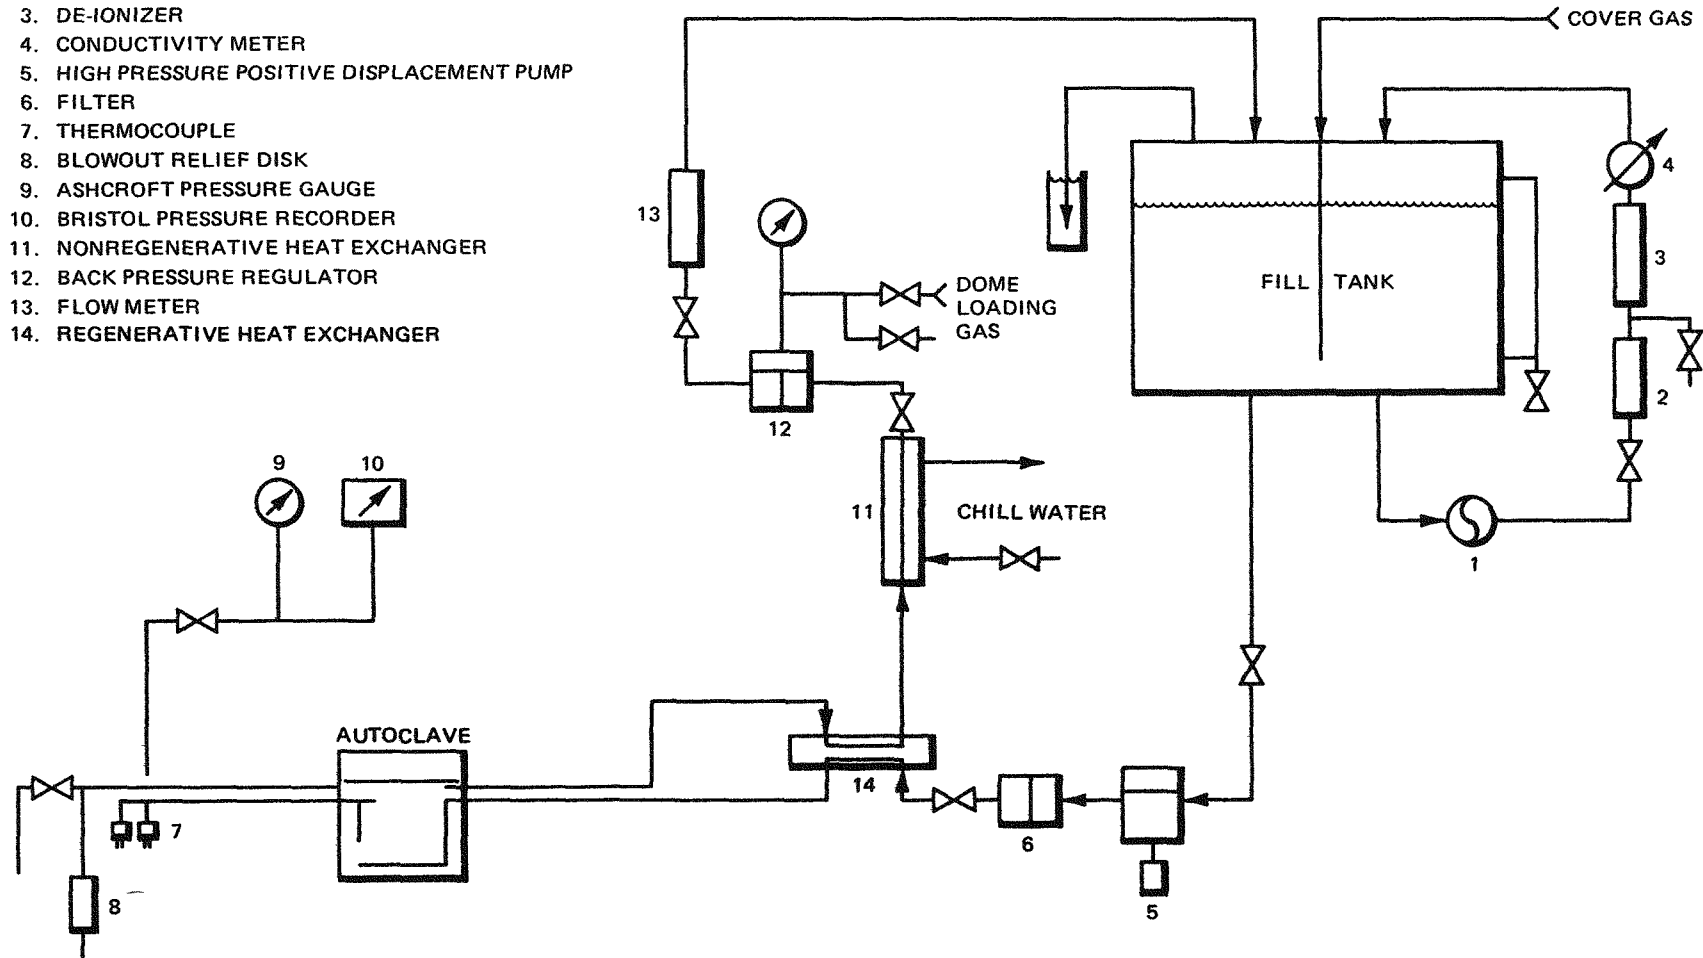 3. DE-IONIZER
4. CONDUCTIVITY METER
5. HIGH PRESSURE POSITIVE DISPLACEMENT PUMP
6. FILTER
7. THERMOCOUPLE
8. BLOWOUT RELIEF DISK
9. ASHCROFT PRESSURE GAUGE
10. BRISTOL PRESSURE RECORDER
11. NONREGENERATIVE HEAT EXCHANGER
12. BACK PRESSURE REGULATOR
13. FLOW METER
14. REGENERATIVE HEAT EXCHANGER
COVER GAS
4
13
3
FILL TANK
DOME
LOADING
GAS
2
12
9
10
11
CHILL WATER
1
AUTOCLAVE
14
7
6
8
5